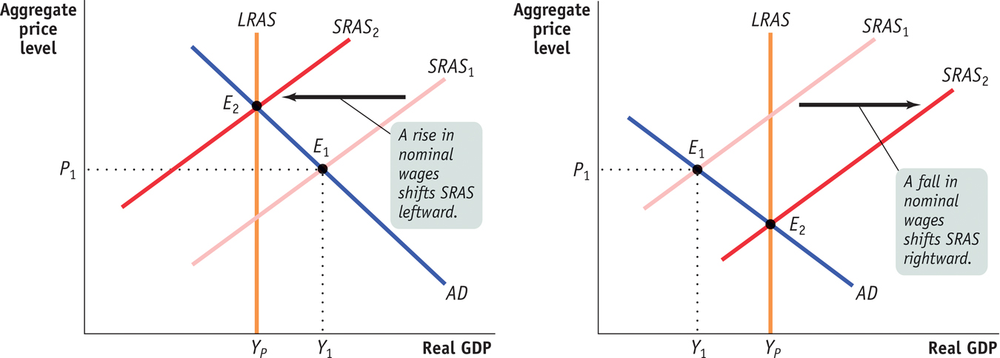 Aggregate
price
level
LRAS
SRAS₂
SRAS₁
E₂
E₁
A rise in
nominal
wages
shifts SRAS
leftward.
P₁
AD
Yₚ
Y₁
Real GDP
Aggregate
price
level
LRAS
SRAS₁
SRAS₂
E₁
P₁
A fall in
nominal
wages
shifts SRAS
rightward.
E₂
AD
Y₁
Yₚ
Real GDP